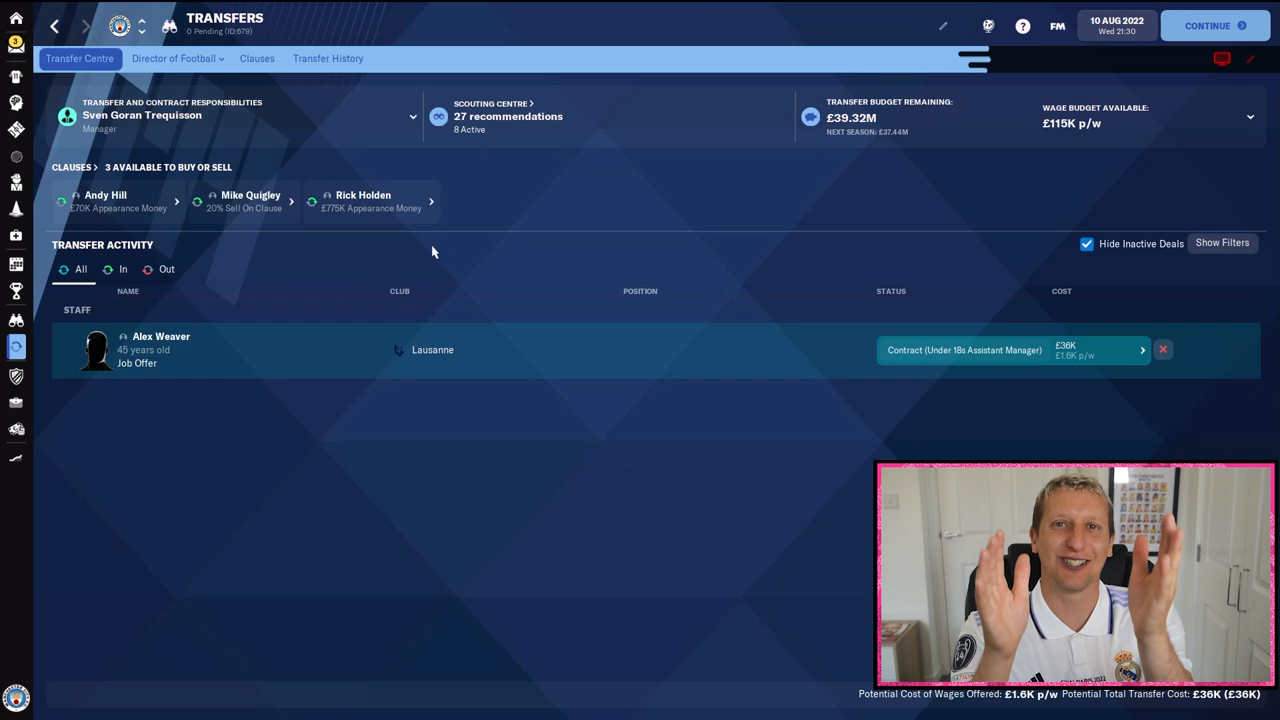 TRANSFERS
0 Pending (ID:679)
FM
10 AUG 2022
Wed 21:30
CONTINUE
3
Transfer Centre
Director of Football
Clauses
Transfer History
TRANSFER AND CONTRACT RESPONSIBILITIES
Sven Goran Trequisson
Manager
SCOUTING CENTRE
27 recommendations
8 Active
TRANSFER BUDGET REMAINING:
£39.32M
NEXT SEASON: £37.44M
WAGE BUDGET AVAILABLE:
£115K p/w
CLAUSES 3 AVAILABLE TO BUY OR SELL
Andy Hill
£70K Appearance Money
Mike Quigley
20% Sell On Clause
Rick Holden
£775K Appearance Money
TRANSFER ACTIVITY
Hide Inactive Deals
Show Filters
All
In
Out
NAME CLUB POSITION STATUS COST
STAFF
Alex Weaver
45 years old
Job Offer
Lausanne
Contract (Under 18s Assistant Manager)
£36K
£1.6K p/w
Potential Cost of Wages Offered: £1.6K p/w Potential Total Transfer Cost: £36K (£36K)